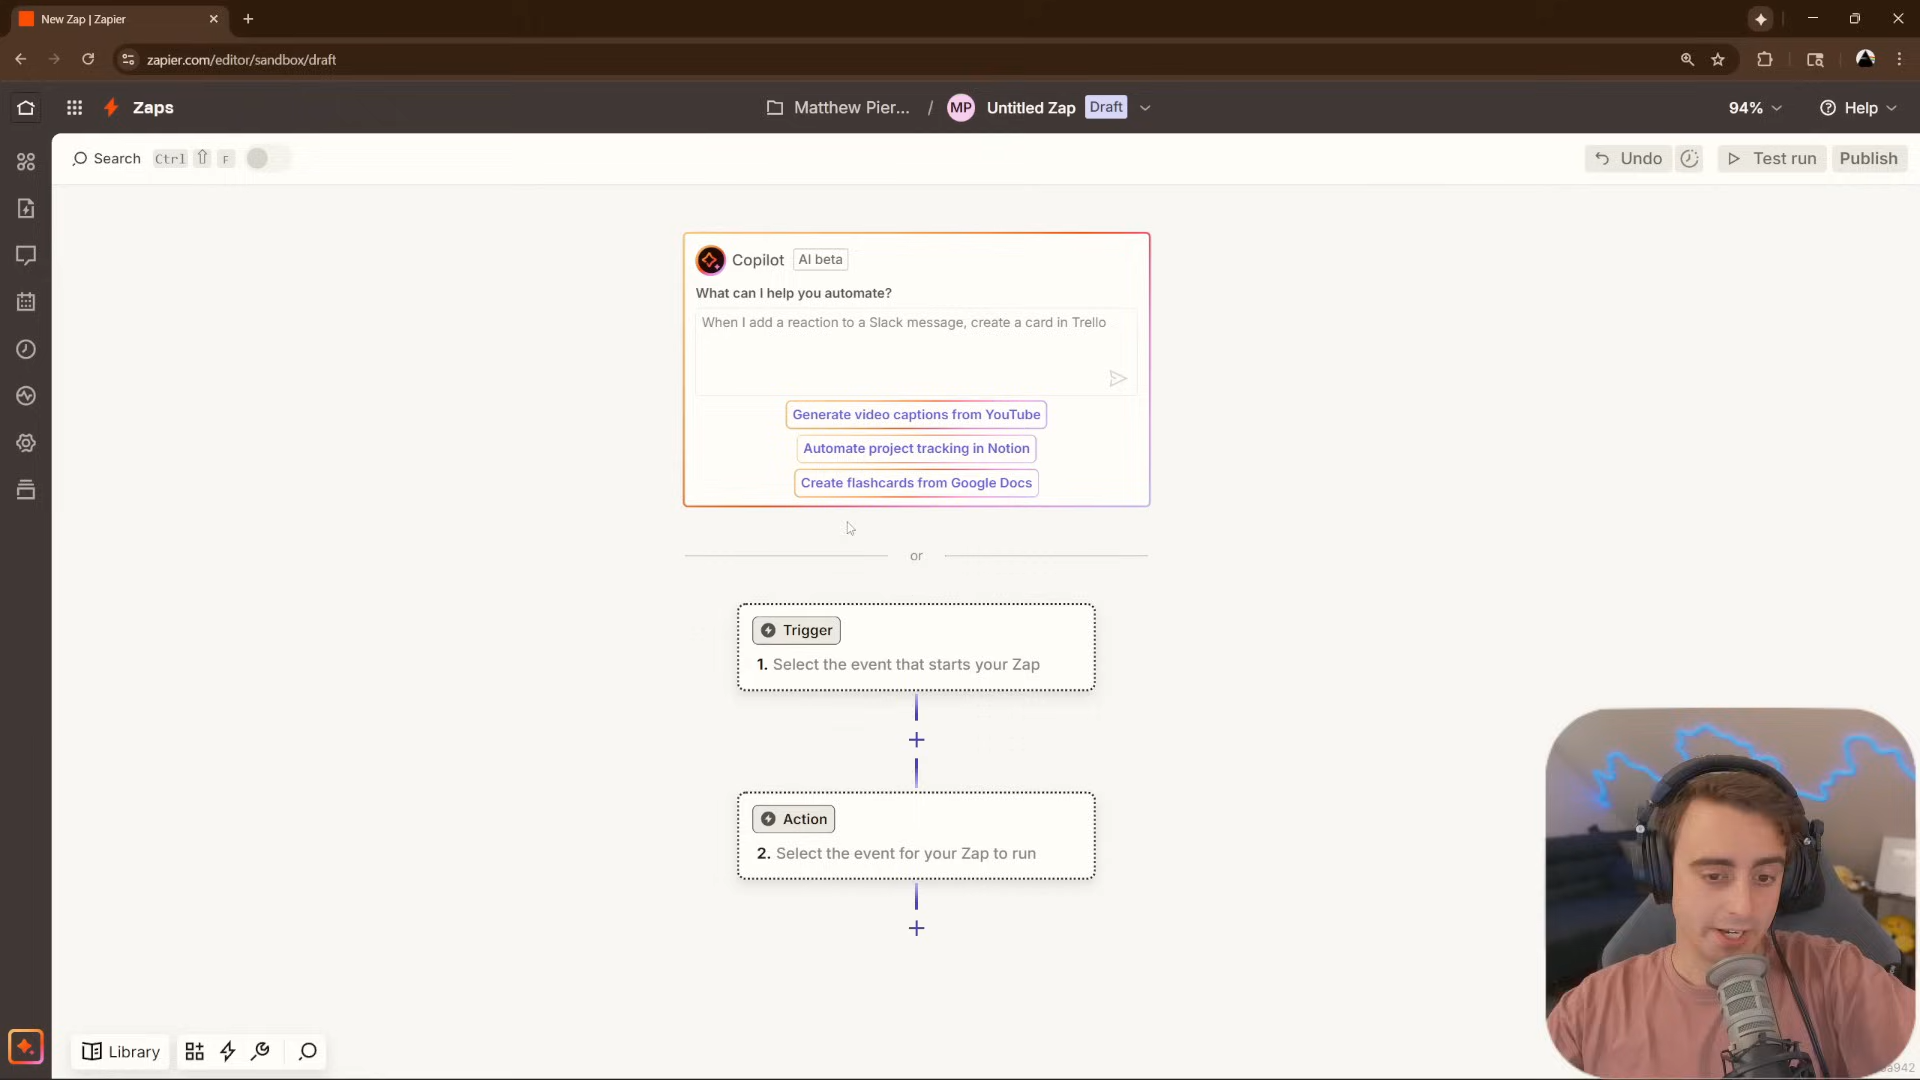 New Zap | Zapier
zapier.com/editor/sandbox/draft
Zaps
Matthew Pier... / MP Untitled Zap Draft
94%
Help
Search Ctrl ⇧ F
Undo
Test run
Publish
Copilot AI beta
What can I help you automate?
When I add a reaction to a Slack message, create a card in Trello
Generate video captions from YouTube
Automate project tracking in Notion
Create flashcards from Google Docs
or
Trigger
1. Select the event that starts your Zap
Action
2. Select the event for your Zap to run
Library